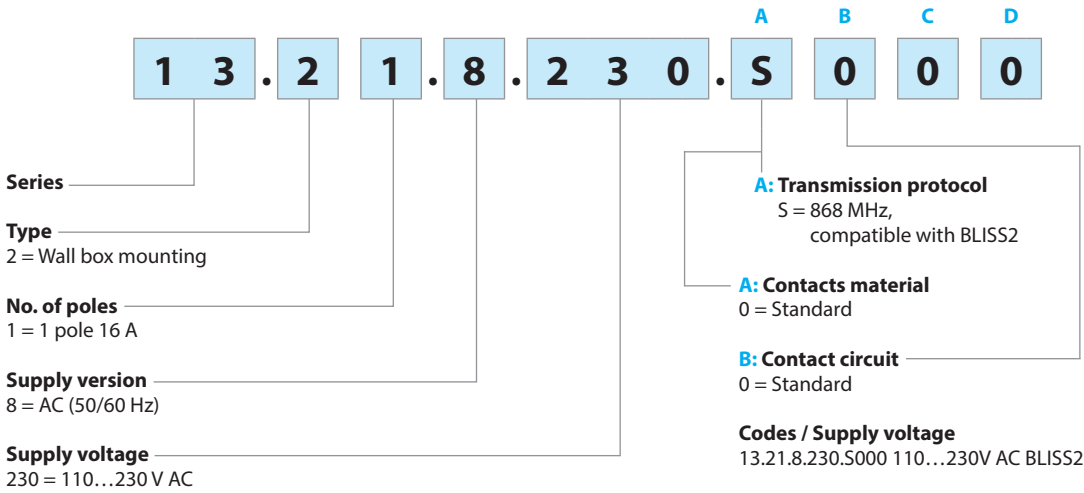 A B C D
1 3 . 2 1 . 8 . 2 3 0 . S 0 0 0
Series
Type
2 = Wall box mounting
No. of poles
1 = 1 pole 16 A
Supply version
8 = AC (50/60 Hz)
Supply voltage
230 = 110…230 V AC
A: Transmission protocol
S = 868 MHz,
compatible with BLISS2
A: Contacts material
0 = Standard
B: Contact circuit
0 = Standard
Codes / Supply voltage
13.21.8.230.S000 110…230V AC BLISS2